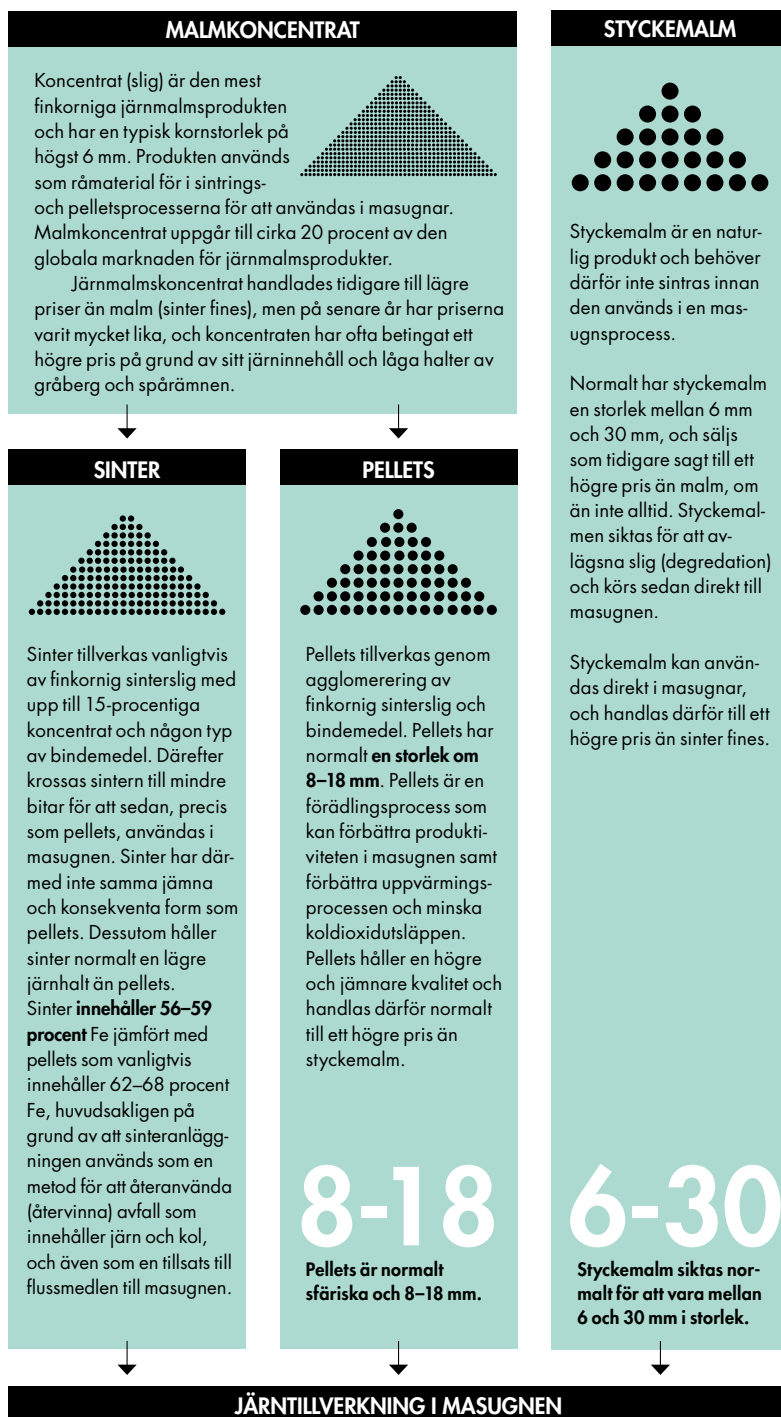 MALMKONCENTRAT
Koncentrat (slig) är den mest
finkorniga järnmalmsprodukten
och har en typisk kornstorlek på
högst 6 mm. Produkten används
som råmaterial för i sintrings-
och pelletsprocesserna för att användas i masugnar.
Malmkoncentrat uppgår till cirka 20 procent av den
globala marknaden för järnmalmsprodukter.
Järnmalmskoncentrat handlades tidigare till lägre
priser än malm (sinter fines), men på senare år har priserna
varit mycket lika, och koncentraten har ofta betingat ett
högre pris på grund av sitt järninnehåll och låga halter av
gråberg och spårämnen.
SINTER
Sinter tillverkas vanligtvis
av finkornig sinterslig med
upp till 15-procentiga
koncentrat och någon typ
av bindemedel. Därefter
krossas sintern till mindre
bitar för att sedan, precis
som pellets, användas i
masugnen. Sinter har där-
med inte samma jämna
och konsekventa form som
pellets. Dessutom håller
sinter normalt en lägre
järnhalt än pellets.
Sinter innehåller 56–59
procent Fe jämfört med
pellets som vanligtvis
innehåller 62–68 procent
Fe, huvudsakligen på
grund av att sinteranlägg-
ningen används som en
metod för att återanvända
(återvinna) avfall som
innehåller järn och kol,
och även som en tillsats till
flussmedlen till masugnen.
PELLETS
Pellets tillverkas genom
agglomerering av
finkornig sinterslig och
bindemedel. Pellets har
normalt en storlek om
8–18 mm. Pellets är en
förädlingsprocess som
kan förbättra produkti-
viteten i masugnen samt
förbättra uppvärmings-
processen och minska
koldioxidutsläppen.
Pellets håller en högre
och jämnare kvalitet och
handlas därför normalt
till ett högre pris än
styckemalm.
8-18
Pellets är normalt
sfäriska och 8–18 mm.
STYCKEMALM
Styckemalm är en natur-
lig produkt och behöver
därför inte sintras innan
den används i en mas-
ugnsprocess.
Normalt har styckemalm
en storlek mellan 6 mm
och 30 mm, och säljs
som tidigare sagt till ett
högre pris än malm, om
än inte alltid. Styckemal-
men siktas för att av-
lägsna slig (degredation)
och körs sedan direkt till
masugnen.
Styckemalm kan använ-
das direkt i masugnar,
och handlas därför till ett
högre pris än sinter fines.
6-30
Styckemalm siktas nor-
malt för att vara mellan
6 och 30 mm i storlek.
JÄRNTILLVERKNING I MASUGNEN